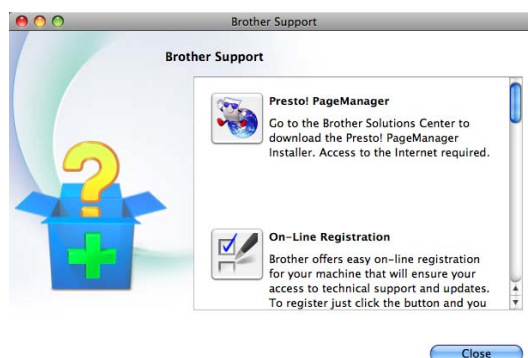 Brother Support
Brother Support
Presto! PageManager
Go to the Brother Solutions Center to
download the Presto! PageManager
Installer. Access to the Internet required.
On-Line Registration
Brother offers easy on-line registration
for your machine that will ensure your
access to technical support and updates.
To register just click the button and you
Close